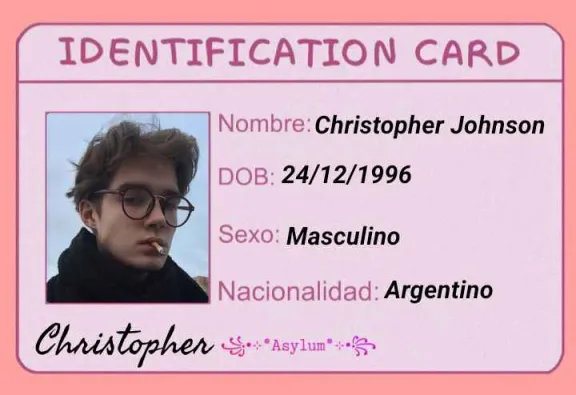 IDENTIFICATION CARD
Nombre: Christopher Johnson
DOB: 24/12/1996
Sexo: Masculino
Nacionalidad: Argentino
Christopher ꧁•⊹٭Asylum٭⊹•꧂